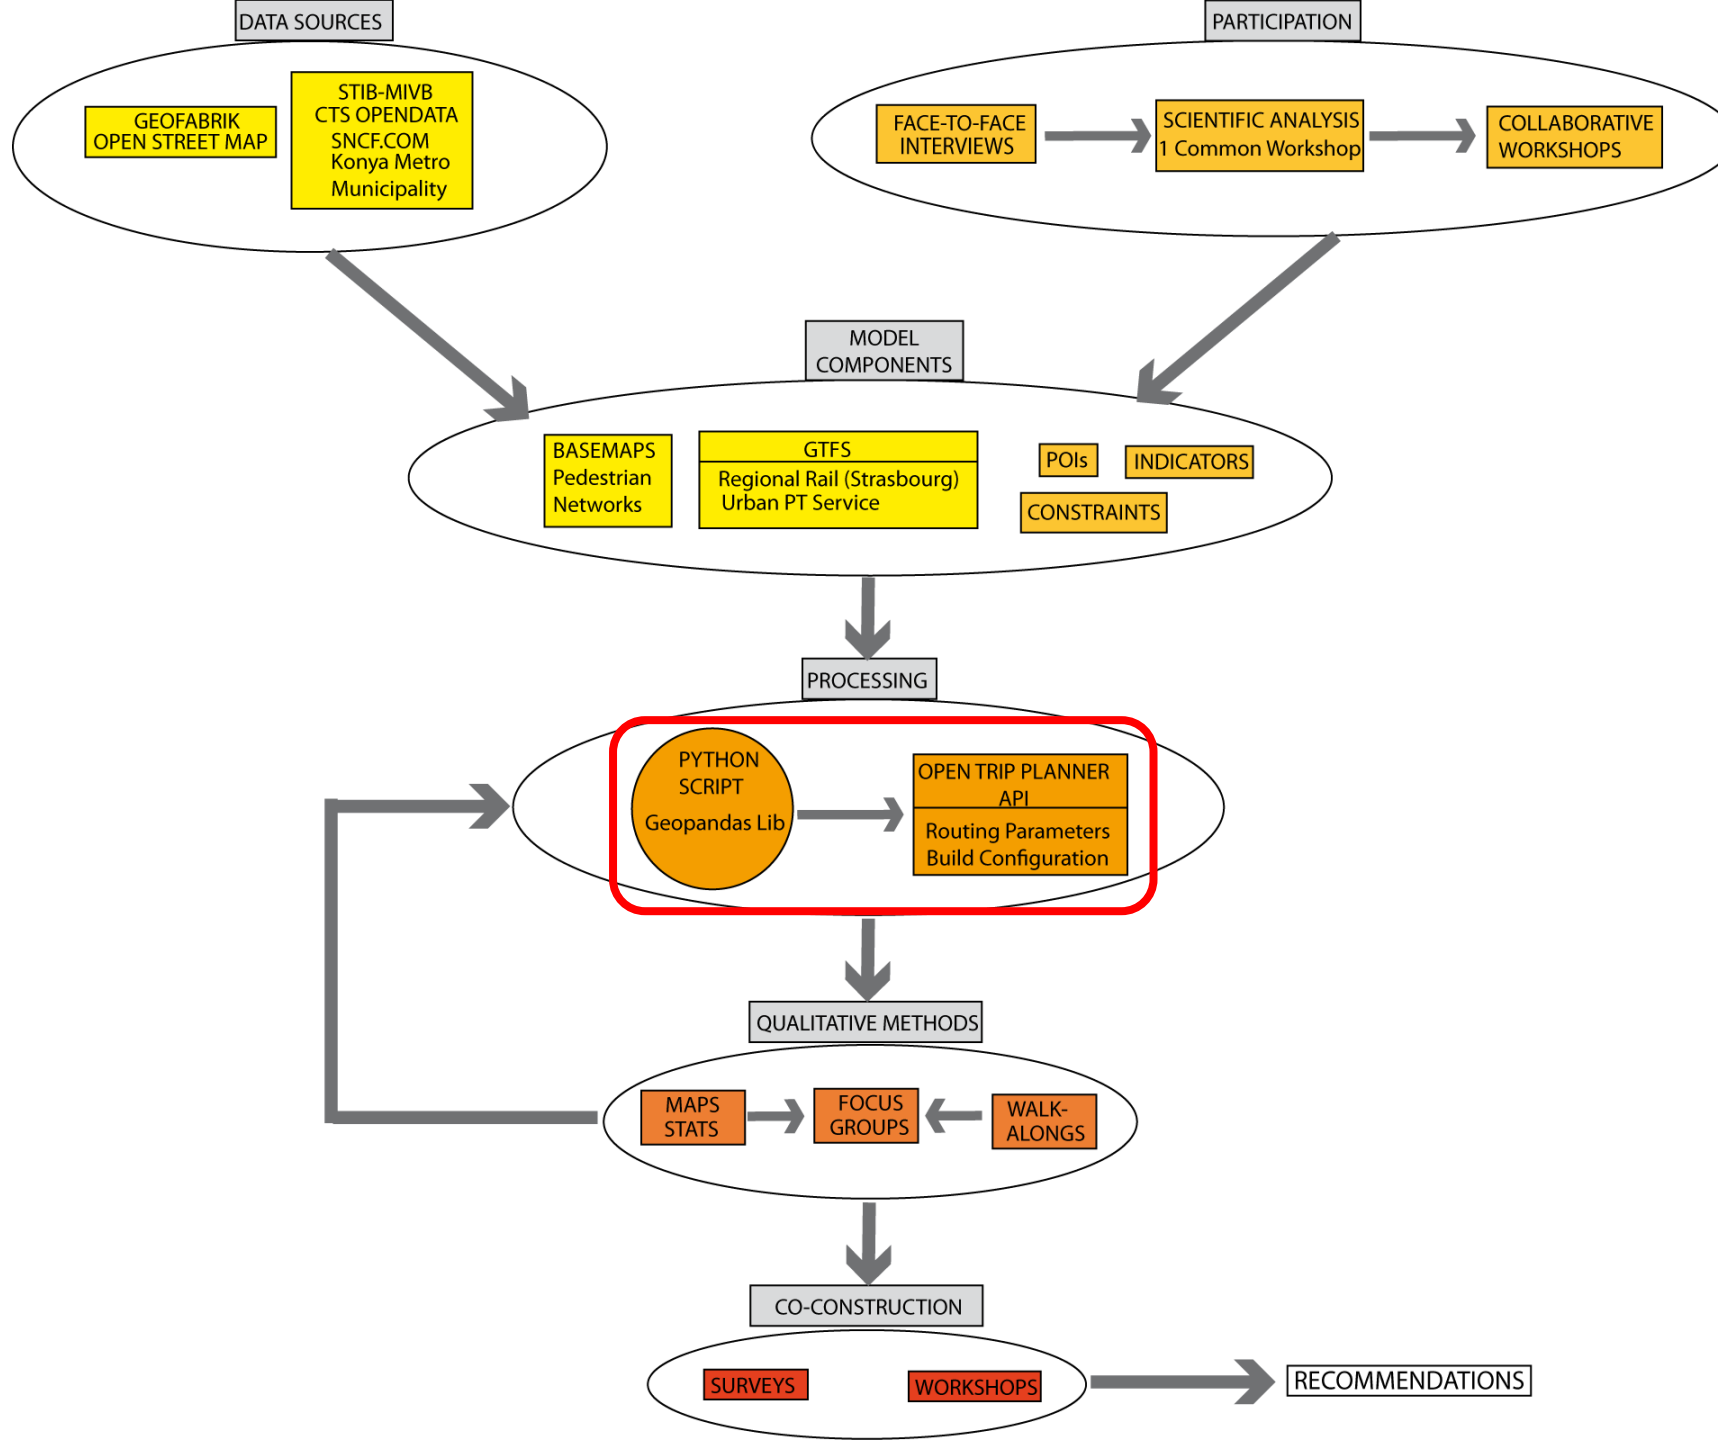 DATA SOURCES
GEOFABRIK
OPEN STREET MAP
STIB-MIVB
CTS OPENDATA
SNCF.COM
Konya Metro
Municipality
PARTICIPATION
FACE-TO-FACE
INTERVIEWS
SCIENTIFIC ANALYSIS
1 Common Workshop
COLLABORATIVE
WORKSHOPS
MODEL
COMPONENTS
BASEMAPS
Pedestrian
Networks
GTFS
Regional Rail (Strasbourg)
Urban PT Service
POIs
INDICATORS
CONSTRAINTS
PROCESSING
PYTHON
SCRIPT
Geopandas Lib
OPEN TRIP PLANNER
API
Routing Parameters
Build Configuration
QUALITATIVE METHODS
MAPS
STATS
FOCUS
GROUPS
WALK-
ALONGS
CO-CONSTRUCTION
SURVEYS
WORKSHOPS
RECOMMENDATIONS